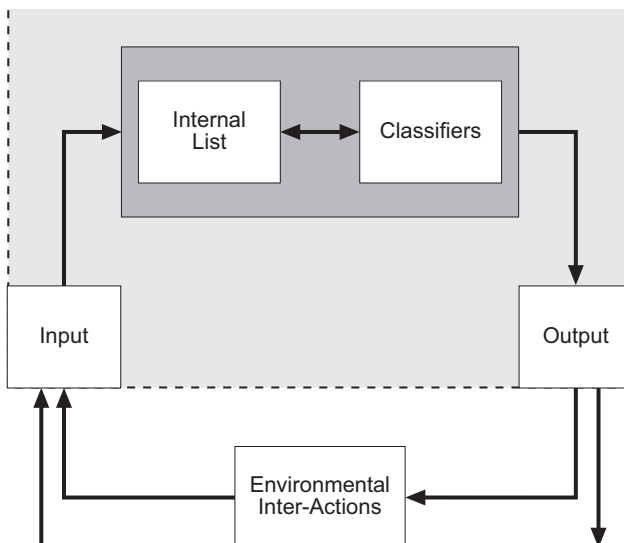 Internal
List
Classifiers
Input
Output
Environmental
Inter-Actions